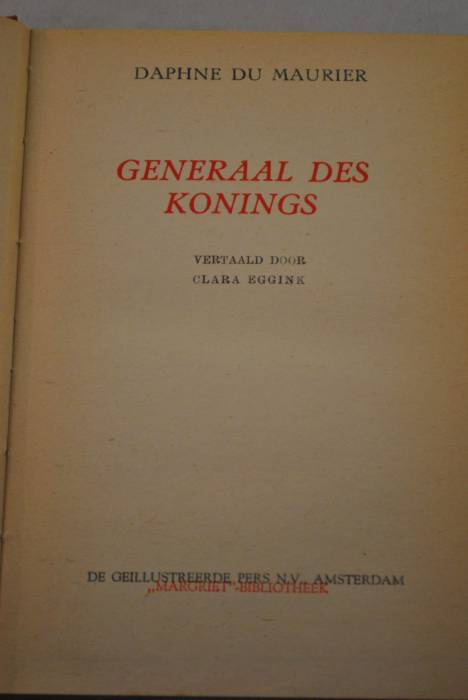 DAPHNE DU MAURIER
GENERAAL DES
KONINGS
VERTAALD DOOR
CLARA EGGINK
DE GEILLUSTREERDE PERS N.V. AMSTERDAM
„MARGRIET”-BIBLIOTHEEK